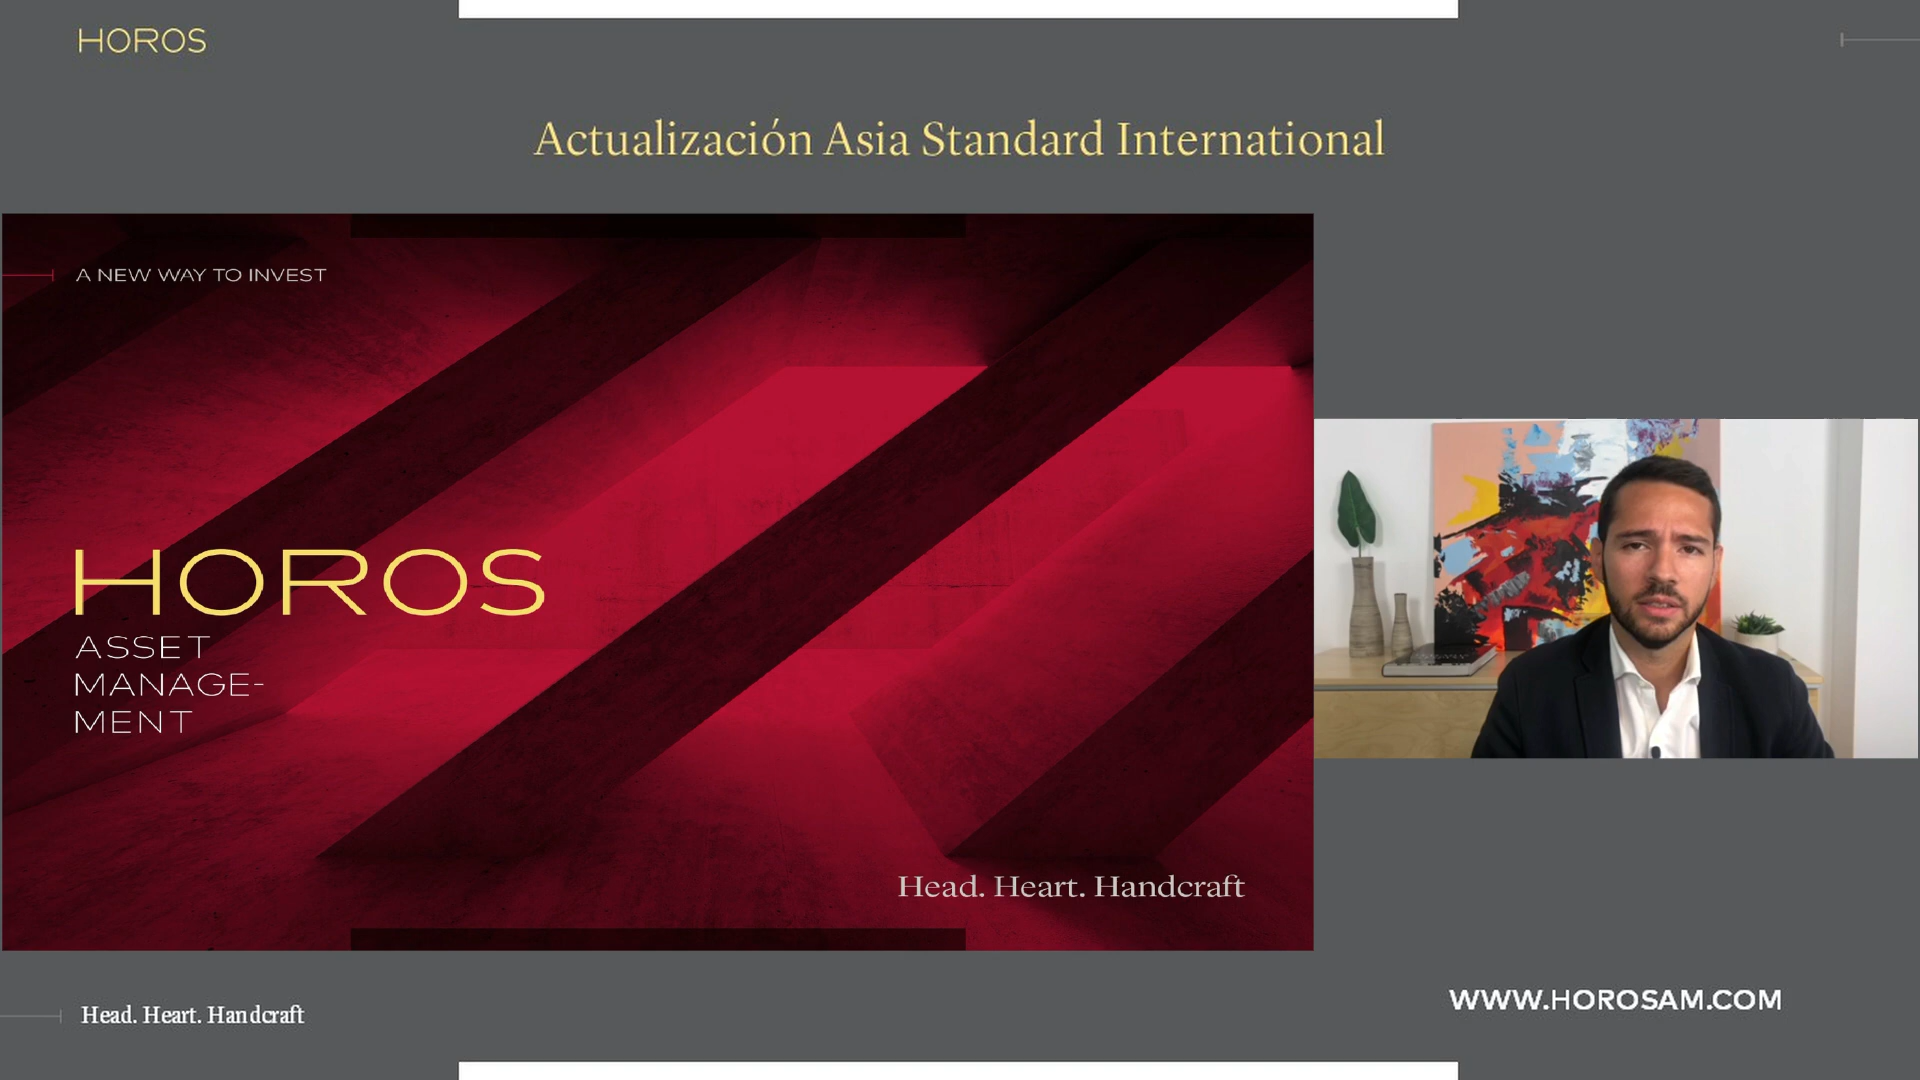 HOROS
Actualización Asia Standard International
A NEW WAY TO INVEST
HOROS
ASSET
MANAGE-
MENT
Head. Heart. Handcraft
Head. Heart. Handcraft
WWW.HOROSAM.COM